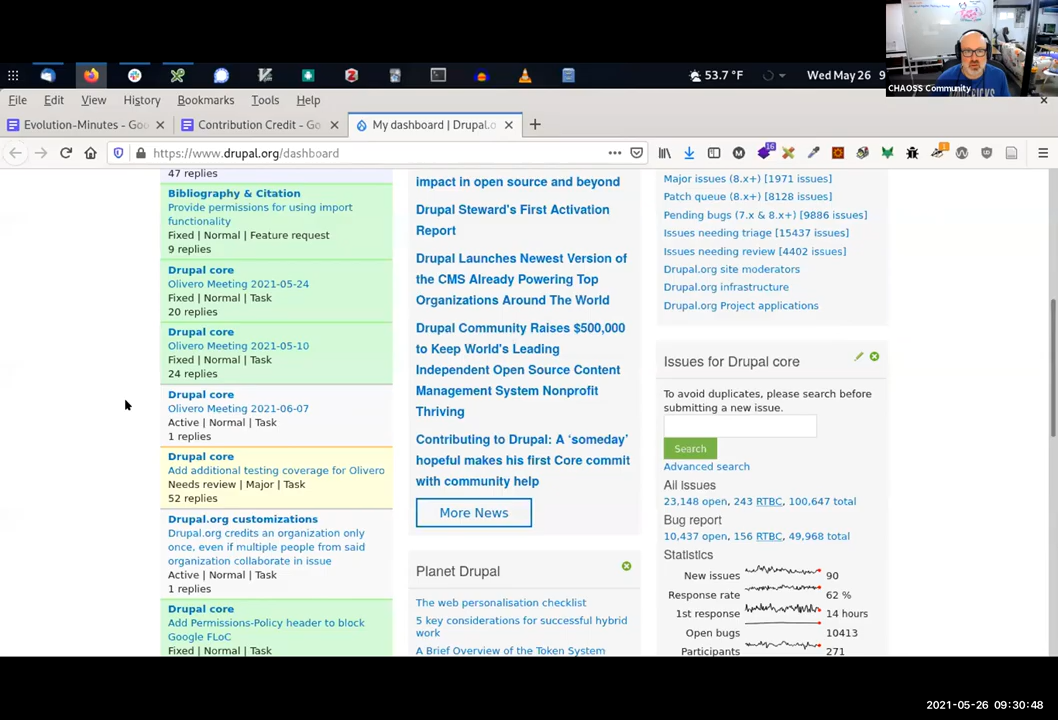 53.7 °F
Wed May 26 9
CHAOSS Community
File Edit View History Bookmarks Tools Help
Evolution-Minutes - Goo
Contribution Credit - Go
My dashboard | Drupal.o
https://www.drupal.org/dashboard
47 replies
Bibliography & Citation
Provide permissions for using import
functionality
Fixed | Normal | Feature request
9 replies
Drupal core
Olivero Meeting 2021-05-24
Fixed | Normal | Task
20 replies
Drupal core
Olivero Meeting 2021-05-10
Fixed | Normal | Task
24 replies
Drupal core
Olivero Meeting 2021-06-07
Active | Normal | Task
1 replies
Drupal core
Add additional testing coverage for Olivero
Needs review | Major | Task
52 replies
Drupal.org customizations
Drupal.org credits an organization only
once, even if multiple people from said
organization collaborate in issue
Active | Normal | Task
1 replies
Drupal core
Add Permissions-Policy header to block
Google FLoC
Fixed | Normal | Task
impact in open source and beyond
Drupal Steward's First Activation
Report
Drupal Launches Newest Version of
the CMS Already Powering Top
Organizations Around The World
Drupal Community Raises $500,000
to Keep World's Leading
Independent Open Source Content
Management System Nonprofit
Thriving
Contributing to Drupal: A ‘someday’
hopeful makes his first Core commit
with community help
More News
Planet Drupal
The web personalisation checklist
5 key considerations for successful hybrid
work
A Brief Overview of the Token System
Major issues (8.x+) [1971 issues]
Patch queue (8.x+) [8128 issues]
Pending bugs (7.x & 8.x+) [9886 issues]
Issues needing triage [15437 issues]
Issues needing review [4402 issues]
Drupal.org site moderators
Drupal.org infrastructure
Drupal.org Project applications
Issues for Drupal core
To avoid duplicates, please search before
submitting a new issue.
Search
Advanced search
All issues
23,148 open, 243 RTBC, 100,647 total
Bug report
10,437 open, 156 RTBC, 49,968 total
Statistics
New issues 90
Response rate 62 %
1st response 14 hours
Open bugs 10413
Participants 271
2021-05-26 09:30:48